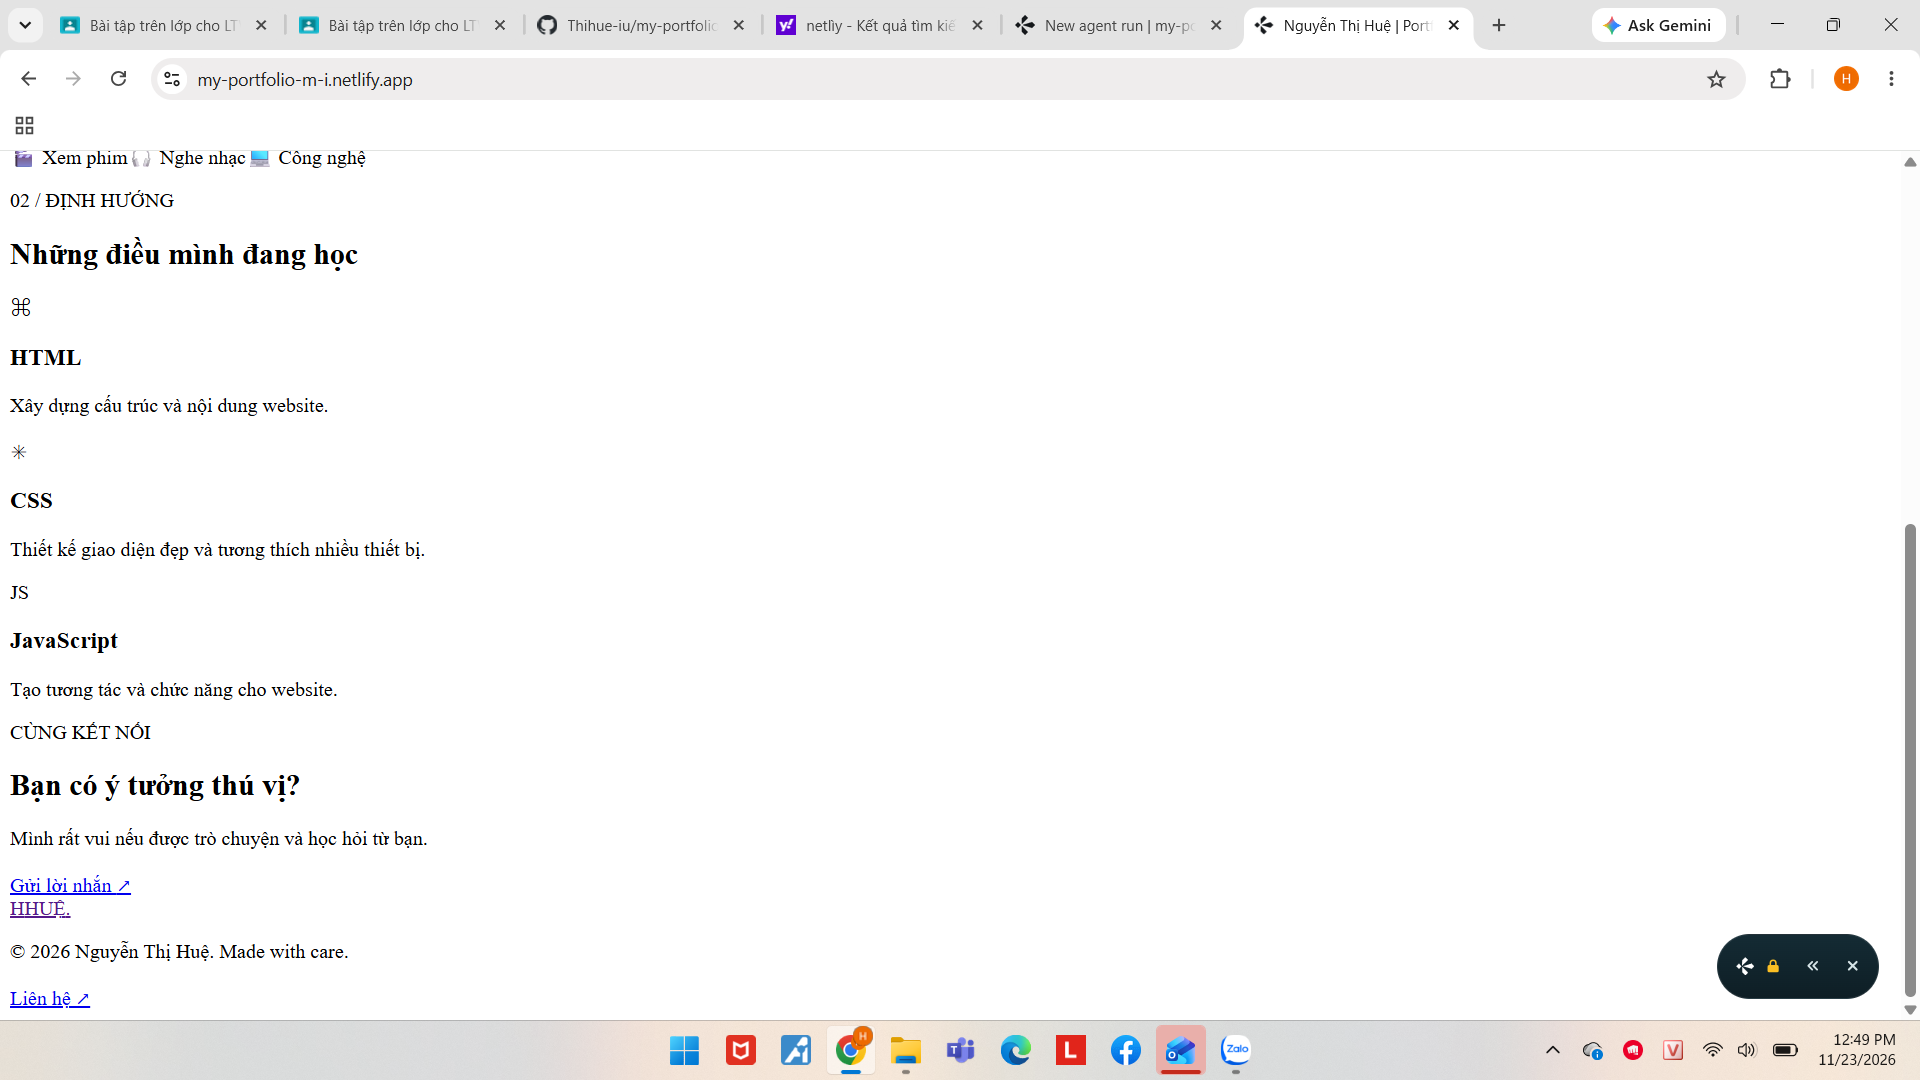 Bài tập trên lớp cho LT
Bài tập trên lớp cho LT
Thihue-iu/my-portfolio
netlìy - Kết quả tìm kiế
New agent run | my-po
Nguyễn Thị Huệ | Portf
Ask Gemini
my-portfolio-m-i.netlify.app
H
Xem phim Nghe nhạc Công nghệ
02 / ĐỊNH HƯỚNG
Những điều mình đang học
⌘
HTML
Xây dựng cấu trúc và nội dung website.
✳
CSS
Thiết kế giao diện đẹp và tương thích nhiều thiết bị.
JS
JavaScript
Tạo tương tác và chức năng cho website.
CÙNG KẾT NỐI
Bạn có ý tưởng thú vị?
Mình rất vui nếu được trò chuyện và học hỏi từ bạn.
Gửi lời nhắn ↗
HHUỆ.
© 2026 Nguyễn Thị Huệ. Made with care.
Liên hệ ↗
H
L
Zalo
V
12:49 PM
11/23/2026